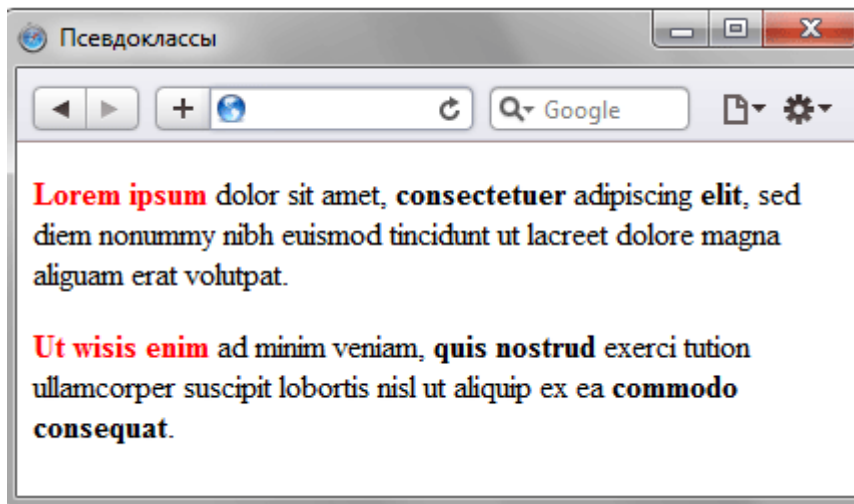 Псевдоклассы
Google
Lorem ipsum dolor sit amet, consectetuer adipiscing elit, sed
diem nonummy nibh euismod tincidunt ut lacreet dolore magna
aliguam erat volutpat.
Ut wisis enim ad minim veniam, quis nostrud exerci tution
ullamcorper suscipit lobortis nisl ut aliquip ex ea commodo
consequat.